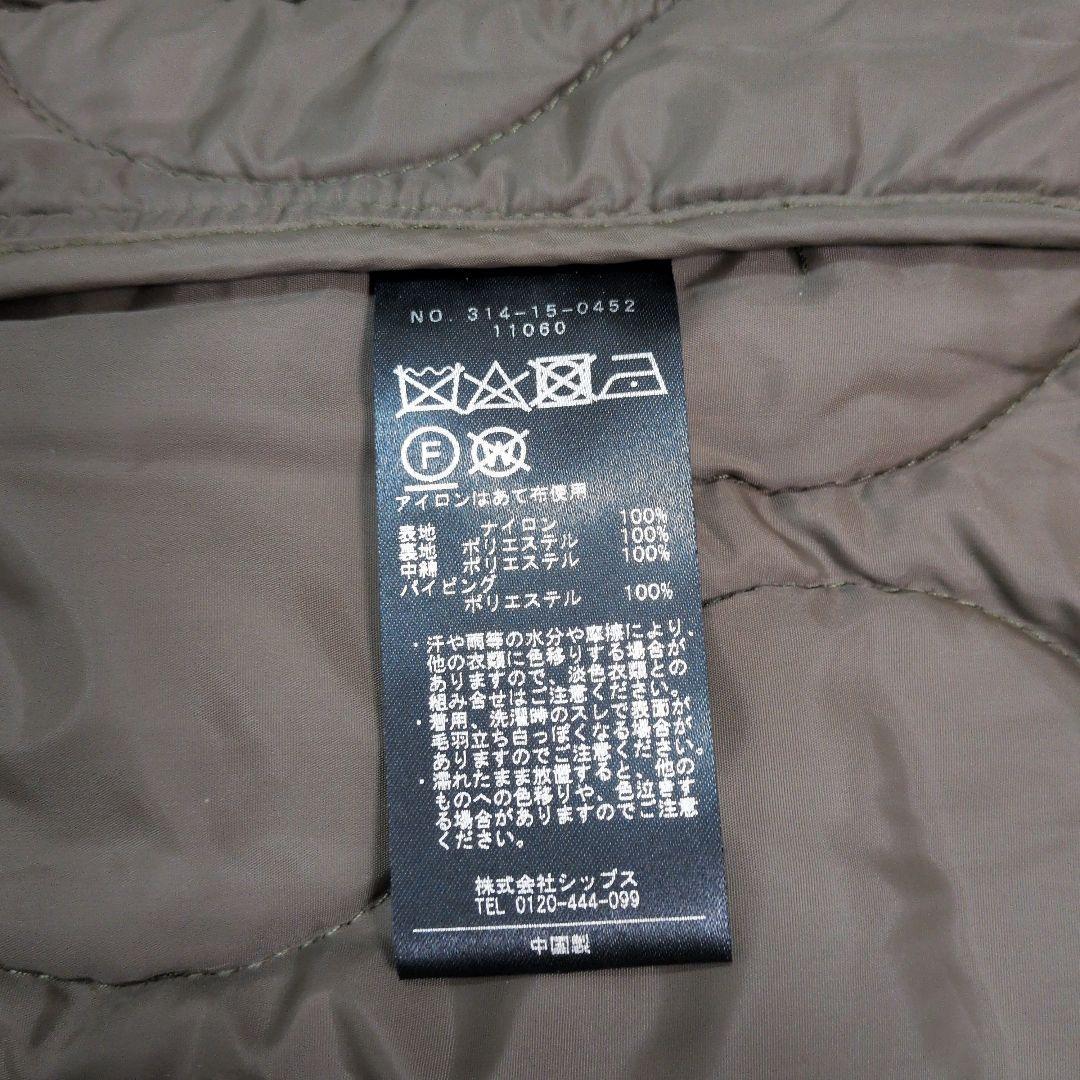 NO. 314-15-0452
11060
F W
アイロンはあて布使用
表地 ナイロン 100%
裏地 ポリエステル 100%
中綿 ポリエステル 100%
パイピング
ポリエステル 100%
・汗や雨等の水分や摩擦により、
他の衣類に色移りする場合が
ありますので、淡色衣類との
組み合せはご注意ください。
・着用、洗濯時のスレで表面が
毛羽立ち白っぽくなる場合が
あります。ご注意ください。
・濡れたまま放置すると、他の
ものへの色移りや、色泣きす
る場合がありますのでご注意
ください。
株式会社シップス
TEL 0120-444-099
中国製